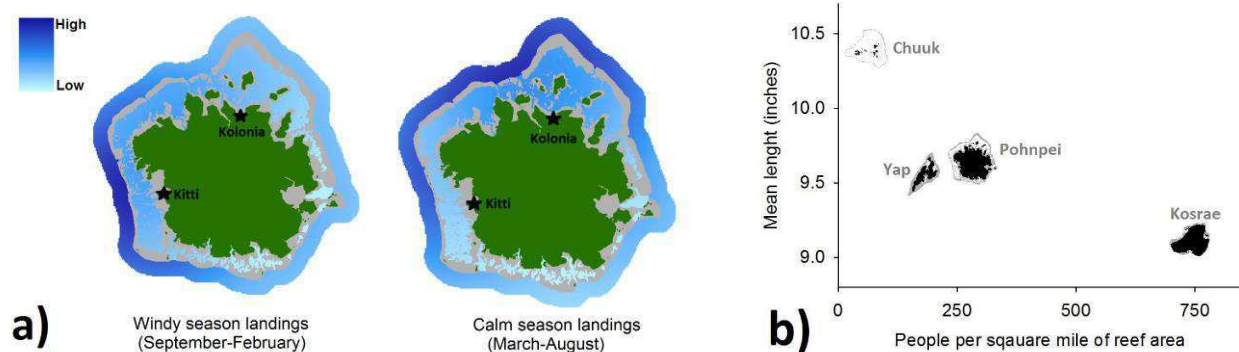 High
Low
Kolonia
Kitti
Windy season landings
(September-February)
a)
Kolonia
Kitti
Calm season landings
(March-August)
Mean lenght (inches)
10.5
10.0
9.5
9.0
Chuuk
Yap
Pohnpei
Kosrae
0 250 500 750
People per sqauare mile of reef area
b)